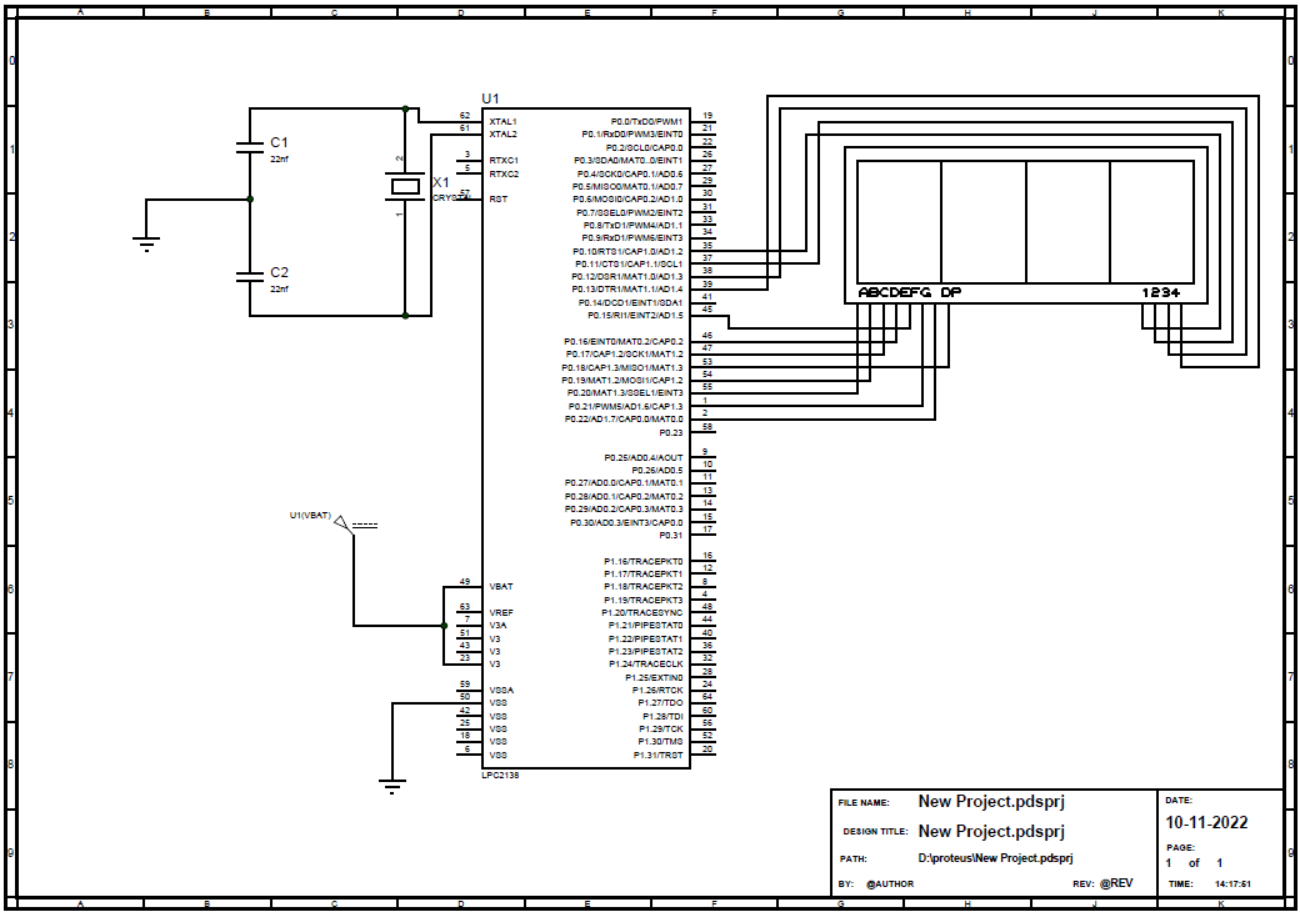 A B C D E F G H J K
0 0
1 1
2 2
3 3
4 4
5 5
6 6
7 7
8 8
9 9
C1
22nf
C2
22nf
2
X1
CRYSTAL
1
U1
62 XTAL1
61 XTAL2
3 RTXC1
5 RTXC2
57 RST
U1(VBAT)
49 VBAT
63 VREF
7 V3A
51 V3
43 V3
23 V3
59 VSSA
50 VSS
42 VSS
25 VSS
18 VSS
6 VSS
P0.0/TxD0/PWM1 19
P0.1/RxD0/PWM3/EINT0 21
P0.2/SCL0/CAP0.0 22
P0.3/SDA0/MAT0..0/EINT1 26
P0.4/SCK0/CAP0.1/AD0.6 27
P0.5/MISO0/MAT0.1/AD0.7 29
P0.6/MOSI0/CAP0.2/AD1.0 30
P0.7/SSEL0/PWM2/EINT2 31
P0.8/TxD1/PWM4/AD1.1 33
P0.9/RxD1/PWM6/EINT3 34
P0.10/RTS1/CAP1.0/AD1.2 35
P0.11/CTS1/CAP1.1/SCL1 37
P0.12/DSR1/MAT1.0/AD1.3 38
P0.13/DTR1/MAT1.1/AD1.4 39
P0.14/DCD1/EINT1/SDA1 41
P0.15/RI1/EINT2/AD1.5 45
P0.16/EINT0/MAT0.2/CAP0.2 46
P0.17/CAP1.2/SCK1/MAT1.2 47
P0.18/CAP1.3/MISO1/MAT1.3 53
P0.19/MAT1.2/MOSI1/CAP1.2 54
P0.20/MAT1.3/SSEL1/EINT3 55
P0.21/PWM5/AD1.6/CAP1.3 1
P0.22/AD1.7/CAP0.0/MAT0.0 2
P0.23 58
P0.25/AD0.4/AOUT 9
P0.26/AD0.5 10
P0.27/AD0.0/CAP0.1/MAT0.1 11
P0.28/AD0.1/CAP0.2/MAT0.2 13
P0.29/AD0.2/CAP0.3/MAT0.3 14
P0.30/AD0.3/EINT3/CAP0.0 15
P0.31 17
P1.16/TRACEPKT0 16
P1.17/TRACEPKT1 12
P1.18/TRACEPKT2 8
P1.19/TRACEPKT3 4
P1.20/TRACESYNC 48
P1.21/PIPESTAT0 44
P1.22/PIPESTAT1 40
P1.23/PIPESTAT2 36
P1.24/TRACECLK 32
P1.25/EXTIN0 28
P1.26/RTCK 24
P1.27/TDO 64
P1.28/TDI 60
P1.29/TCK 56
P1.30/TMS 52
P1.31/TRST 20
LPC2138
ABCDEFG DP 1234
FILE NAME: New Project.pdsprj
DESIGN TITLE: New Project.pdsprj
PATH: D:\proteus\New Project.pdsprj
BY: @AUTHOR REV: @REV
DATE:
10-11-2022
PAGE:
1 of 1
TIME: 14:17:51
A B C D E F G H J K